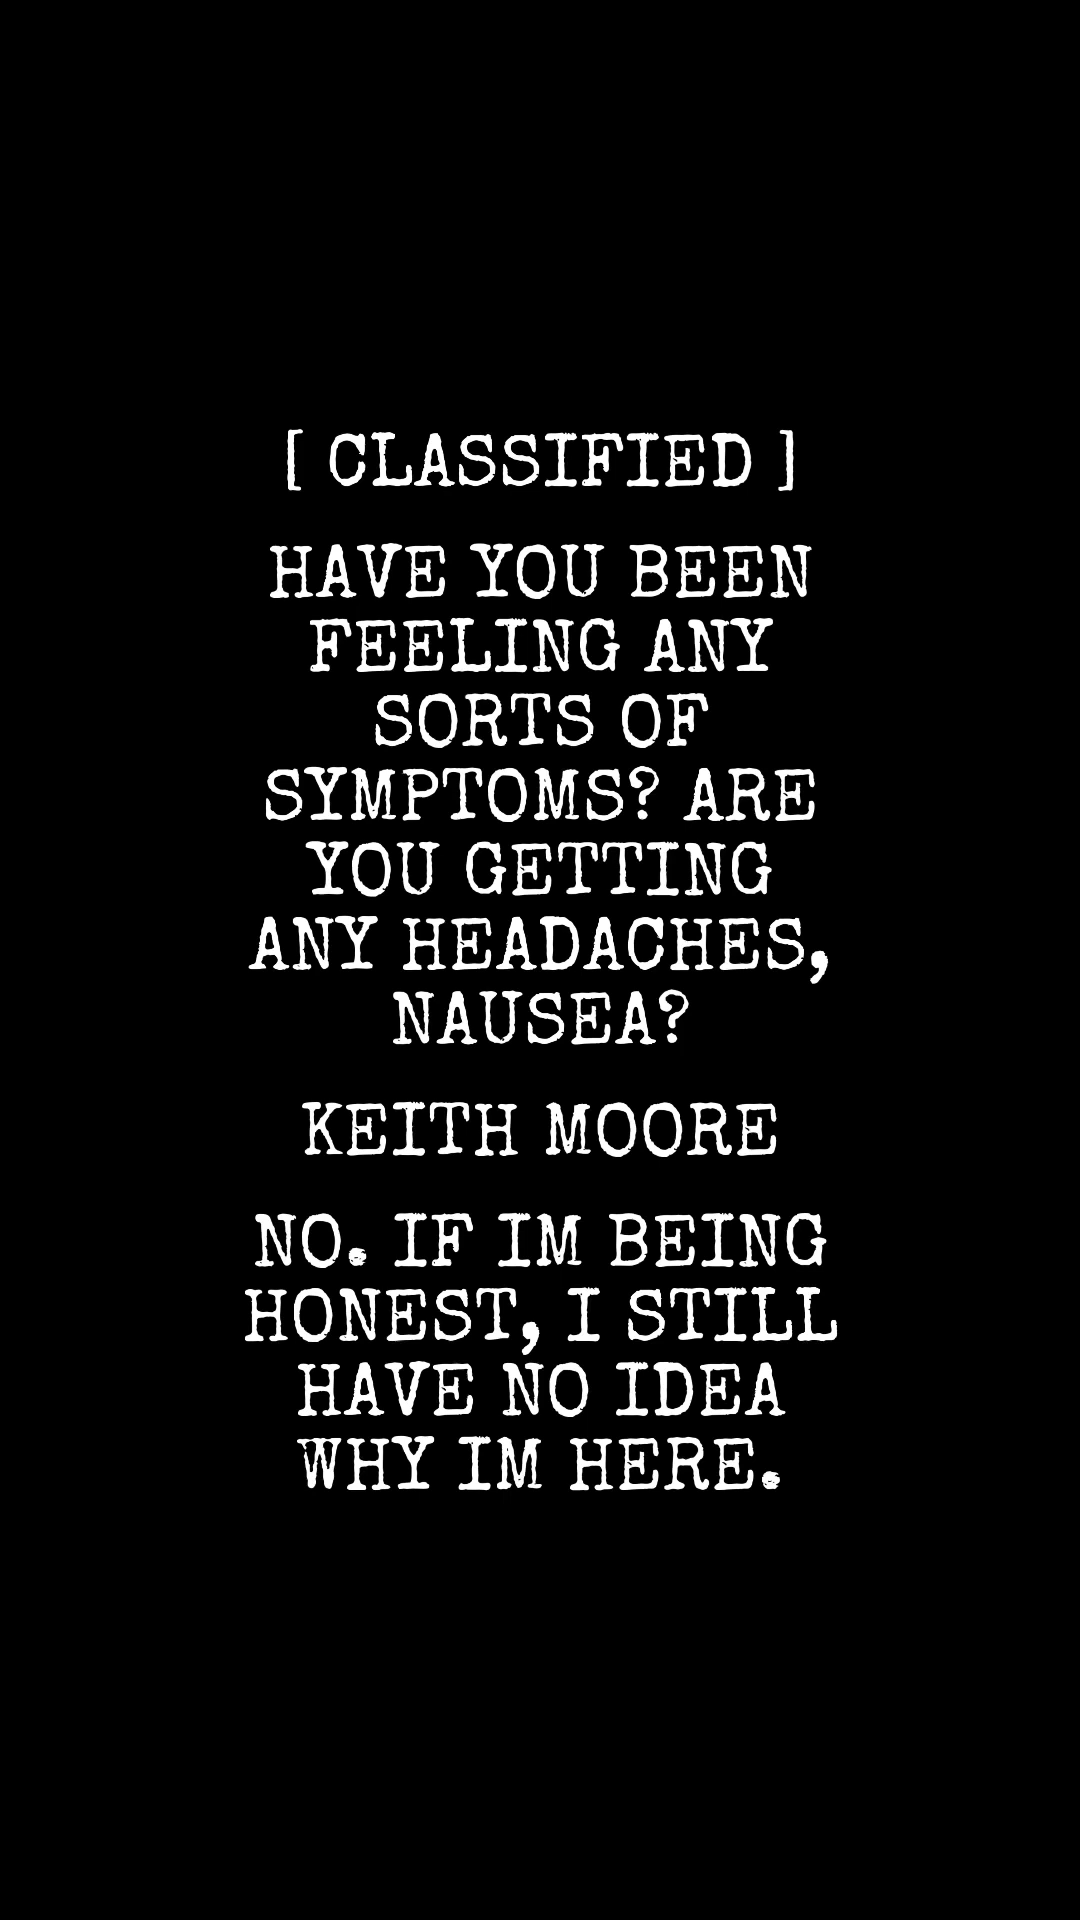 [ CLASSIFIED ]
HAVE YOU BEEN
FEELING ANY
SORTS OF
SYMPTOMS? ARE
YOU GETTING
ANY HEADACHES,
NAUSEA?
KEITH MOORE
NO. IF IM BEING
HONEST, I STILL
HAVE NO IDEA
WHY IM HERE.